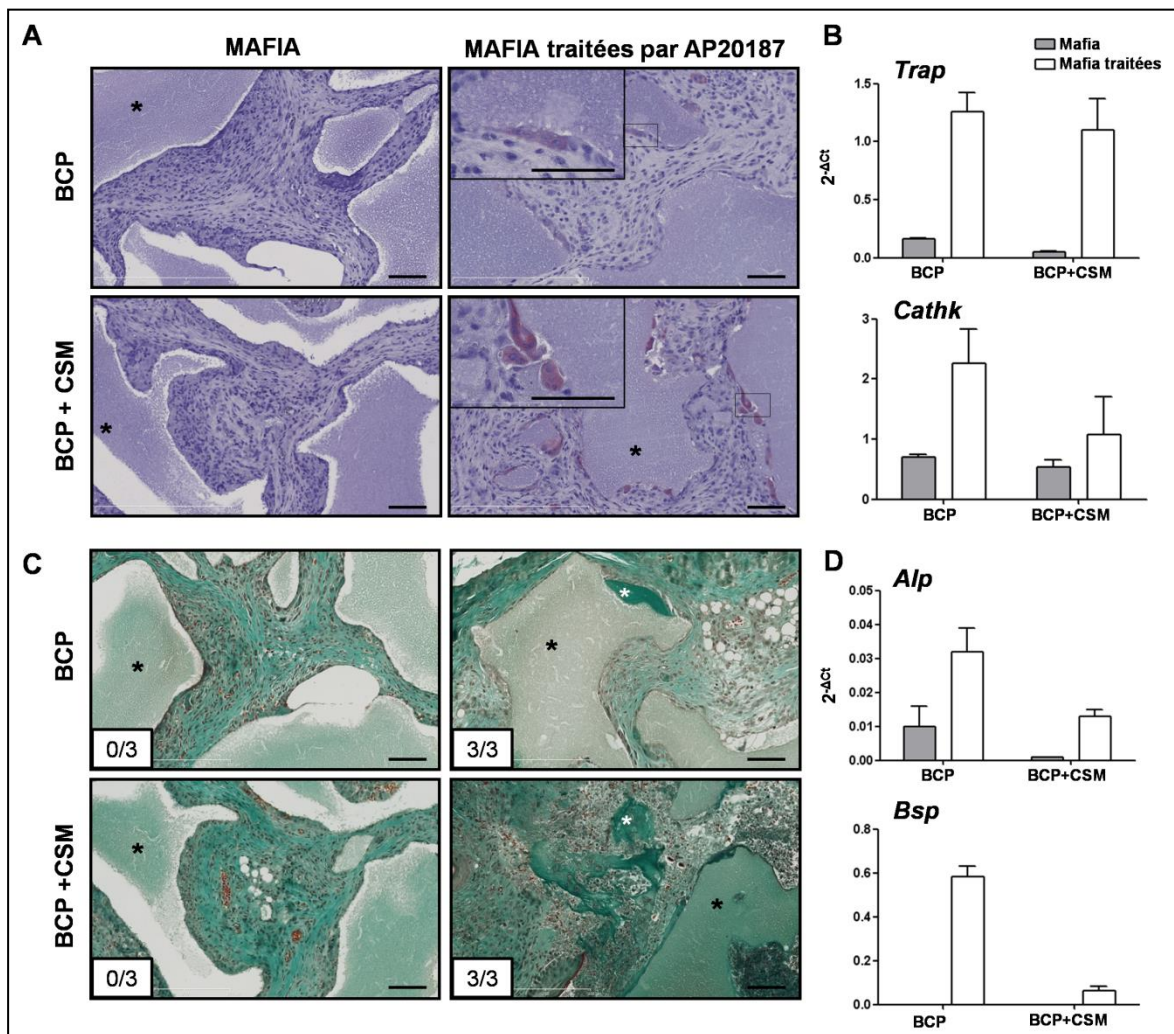 A
MAFIA
MAFIA traitées par AP20187
BCP
*
BCP + CSM
*
*
B
Mafia
Mafia traitées
Trap
2-ΔCt
1.5
1.0
0.5
0.0
BCP
BCP+CSM
Cathk
3
2
1
0
BCP
BCP+CSM
C
BCP
*
0/3
*
*
3/3
BCP +CSM
*
0/3
*
*
3/3
D
Alp
2-ΔCt
0.05
0.04
0.03
0.02
0.01
0.00
BCP
BCP+CSM
Bsp
0.8
0.6
0.4
0.2
0.0
BCP
BCP+CSM